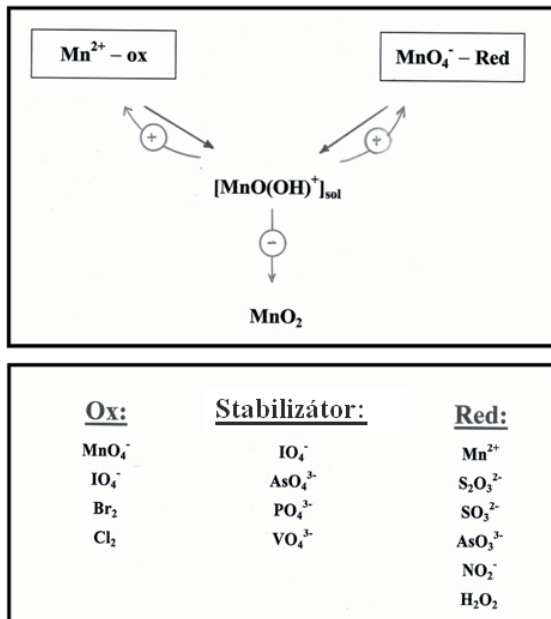 Mn²⁺ – ox
MnO₄⁻ – Red
+
+
[MnO(OH)⁺]sol
−
MnO₂
Ox:
Stabilizátor:
Red:
MnO₄⁻
IO₄⁻
Mn²⁺
IO₄⁻
AsO₄³⁻
S₂O₃²⁻
Br₂
PO₄³⁻
SO₃²⁻
Cl₂
VO₄³⁻
AsO₃³⁻
NO₂⁻
H₂O₂